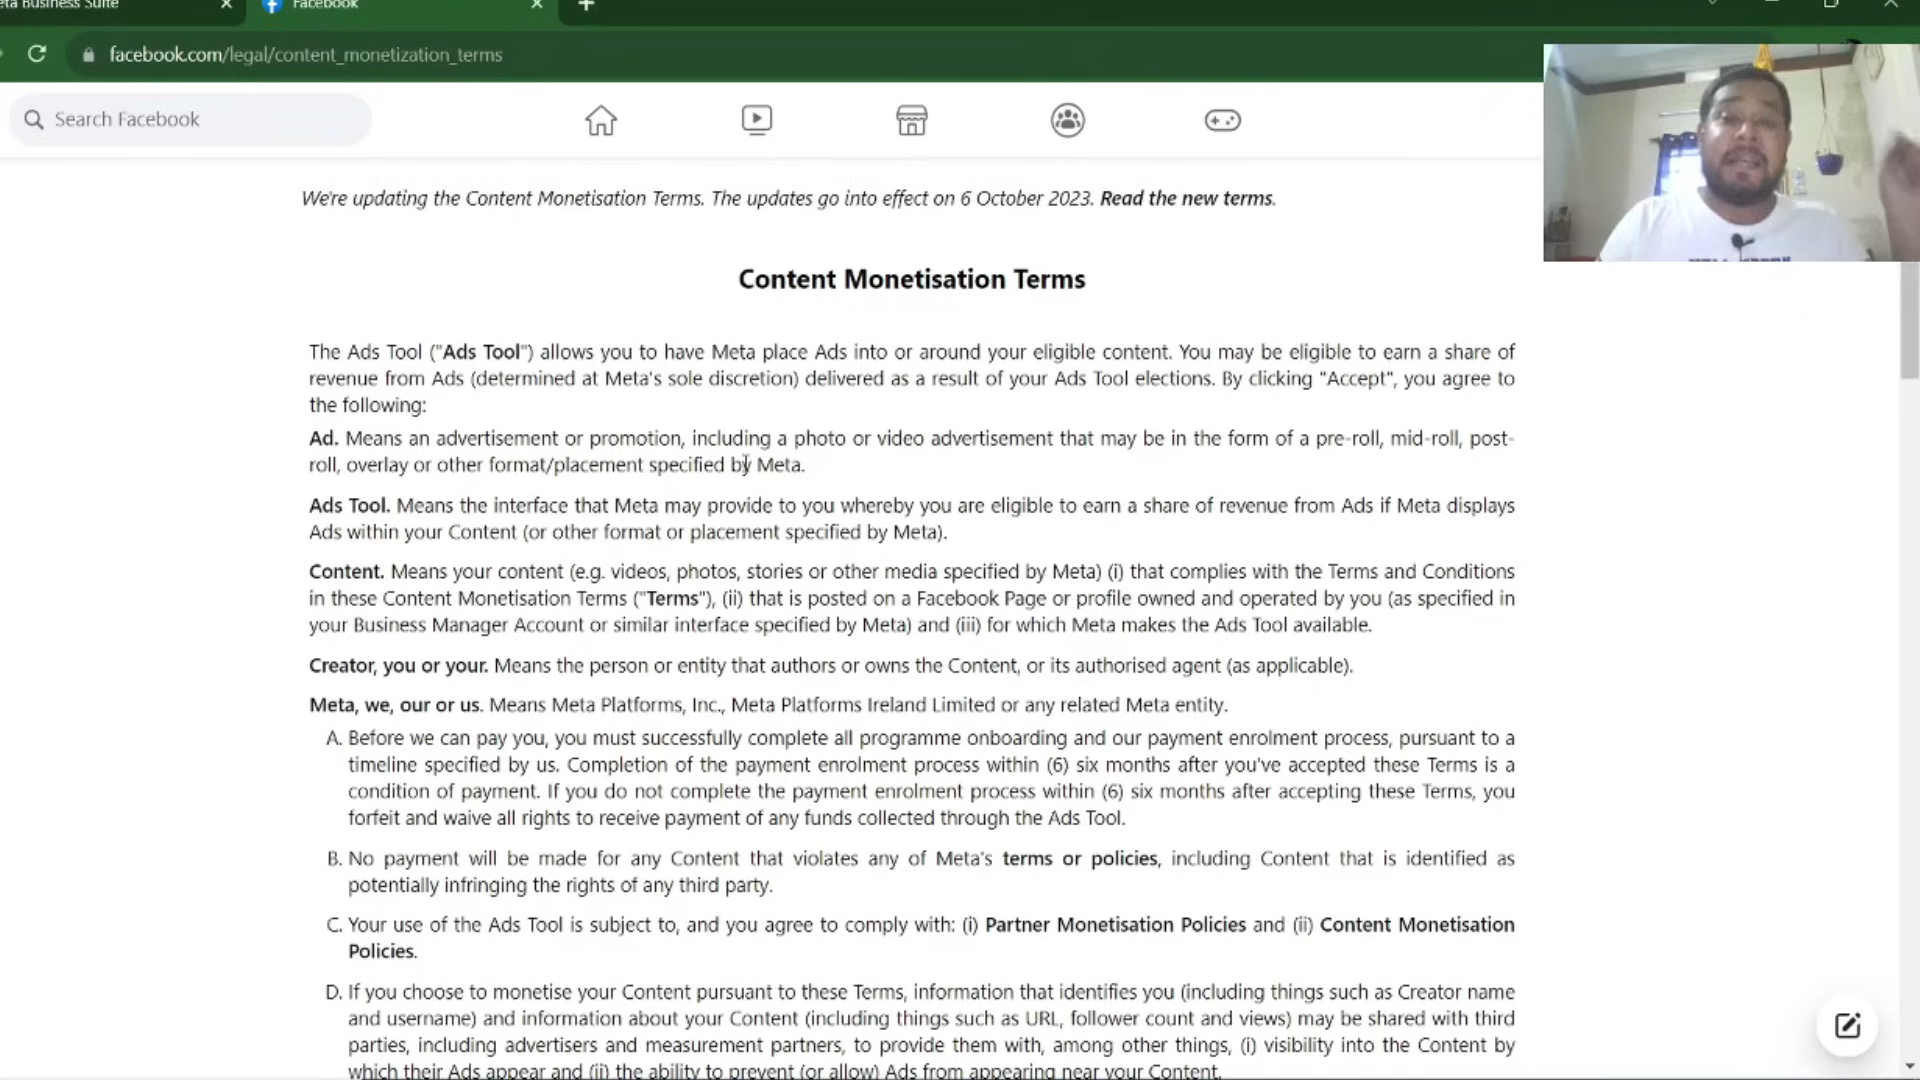 eta Business Suite
Facebook
facebook.com/legal/content_monetization_terms
Search Facebook
We're updating the Content Monetisation Terms. The updates go into effect on 6 October 2023. Read the new terms.
Content Monetisation Terms
The Ads Tool ("Ads Tool") allows you to have Meta place Ads into or around your eligible content. You may be eligible to earn a share of
revenue from Ads (determined at Meta's sole discretion) delivered as a result of your Ads Tool elections. By clicking "Accept", you agree to
the following:
Ad. Means an advertisement or promotion, including a photo or video advertisement that may be in the form of a pre-roll, mid-roll, post-
roll, overlay or other format/placement specified by Meta.
Ads Tool. Means the interface that Meta may provide to you whereby you are eligible to earn a share of revenue from Ads if Meta displays
Ads within your Content (or other format or placement specified by Meta).
Content. Means your content (e.g. videos, photos, stories or other media specified by Meta) (i) that complies with the Terms and Conditions
in these Content Monetisation Terms ("Terms"), (ii) that is posted on a Facebook Page or profile owned and operated by you (as specified in
your Business Manager Account or similar interface specified by Meta) and (iii) for which Meta makes the Ads Tool available.
Creator, you or your. Means the person or entity that authors or owns the Content, or its authorised agent (as applicable).
Meta, we, our or us. Means Meta Platforms, Inc., Meta Platforms Ireland Limited or any related Meta entity.
A. Before we can pay you, you must successfully complete all programme onboarding and our payment enrolment process, pursuant to a
timeline specified by us. Completion of the payment enrolment process within (6) six months after you've accepted these Terms is a
condition of payment. If you do not complete the payment enrolment process within (6) six months after accepting these Terms, you
forfeit and waive all rights to receive payment of any funds collected through the Ads Tool.
B. No payment will be made for any Content that violates any of Meta's terms or policies, including Content that is identified as
potentially infringing the rights of any third party.
C. Your use of the Ads Tool is subject to, and you agree to comply with: (i) Partner Monetisation Policies and (ii) Content Monetisation
Policies.
D. If you choose to monetise your Content pursuant to these Terms, information that identifies you (including things such as Creator name
and username) and information about your Content (including things such as URL, follower count and views) may be shared with third
parties, including advertisers and measurement partners, to provide them with, among other things, (i) visibility into the Content by
which their Ads appear and (ii) the ability to prevent (or allow) Ads from appearing near your Content.